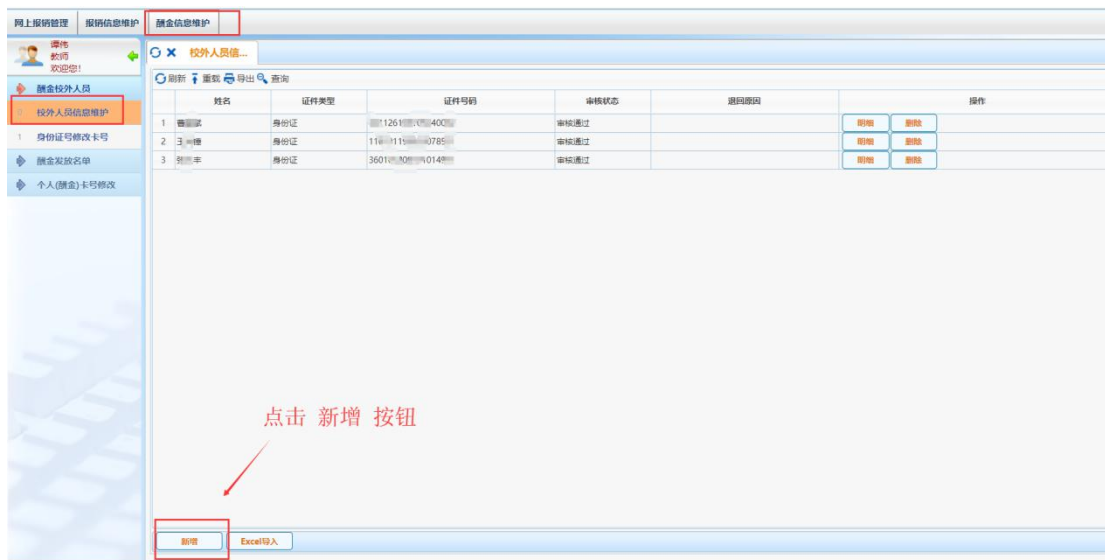 网上报销管理 报销信息维护 酬金信息维护
谭伟
教师
欢迎您!
校外人员信...
刷新 重载 导出 查询
酬金校外人员
0 校外人员信息维护
1 身份证号修改卡号
酬金发放名单
个人(酬金)卡号修改
姓名 证件类型 证件号码 审核状态 退回原因 操作
1 身份证 审核通过 明细 删除
2 身份证 审核通过 明细 删除
3 身份证 审核通过 明细 删除
点击 新增 按钮
新增 Excel导入